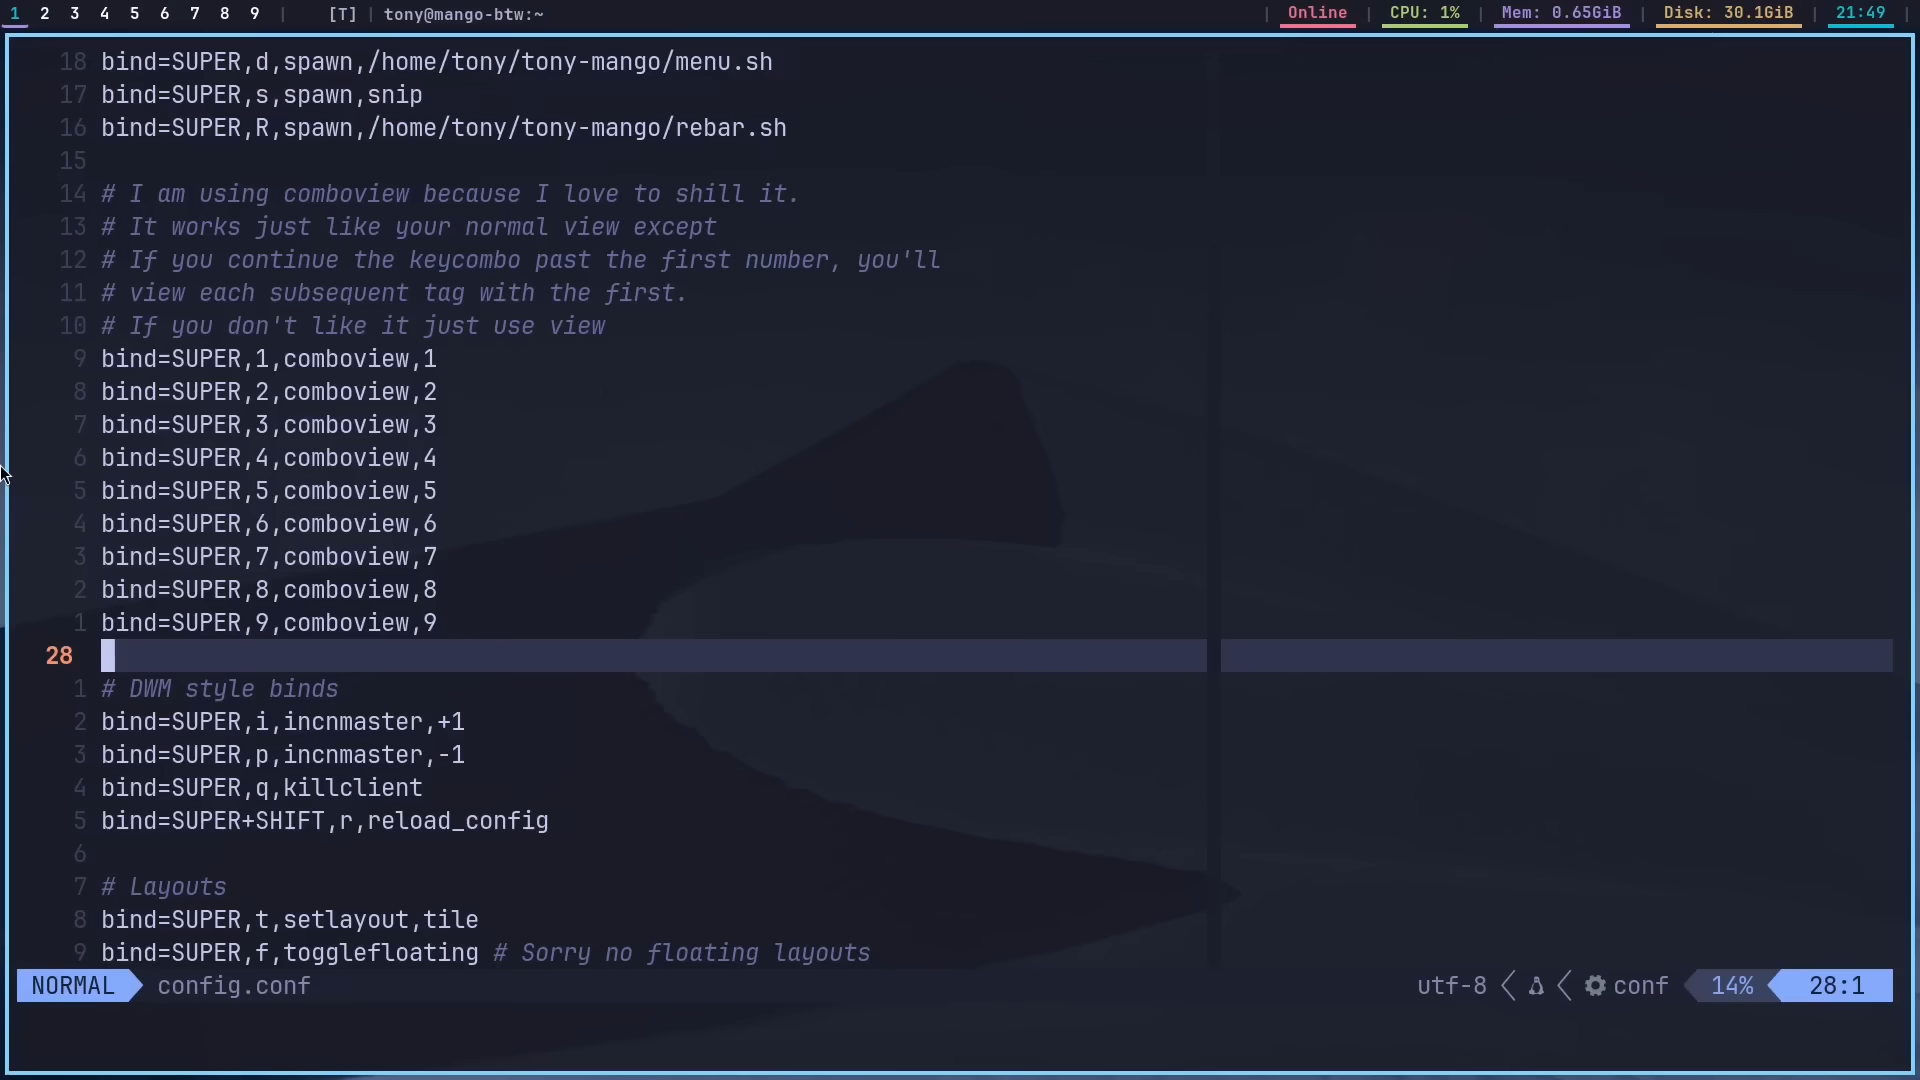 1 2 3 4 5 6 7 8 9 | [T] | tony@mango-btw:~ | Online | CPU: 1% | Mem: 0.65GiB | Disk: 30.1GiB | 21:49 |
18 bind=SUPER,d,spawn,/home/tony/tony-mango/menu.sh
17 bind=SUPER,s,spawn,snip
16 bind=SUPER,R,spawn,/home/tony/tony-mango/rebar.sh
15
14 # I am using comboview because I love to shill it.
13 # It works just like your normal view except
12 # If you continue the keycombo past the first number, you'll
11 # view each subsequent tag with the first.
10 # If you don't like it just use view
9 bind=SUPER,1,comboview,1
8 bind=SUPER,2,comboview,2
7 bind=SUPER,3,comboview,3
6 bind=SUPER,4,comboview,4
5 bind=SUPER,5,comboview,5
4 bind=SUPER,6,comboview,6
3 bind=SUPER,7,comboview,7
2 bind=SUPER,8,comboview,8
1 bind=SUPER,9,comboview,9
28
1 # DWM style binds
2 bind=SUPER,i,incnmaster,+1
3 bind=SUPER,p,incnmaster,-1
4 bind=SUPER,q,killclient
5 bind=SUPER+SHIFT,r,reload_config
6
7 # Layouts
8 bind=SUPER,t,setlayout,tile
9 bind=SUPER,f,togglefloating # Sorry no floating layouts
NORMAL config.conf utf-8 conf 14% 28:1